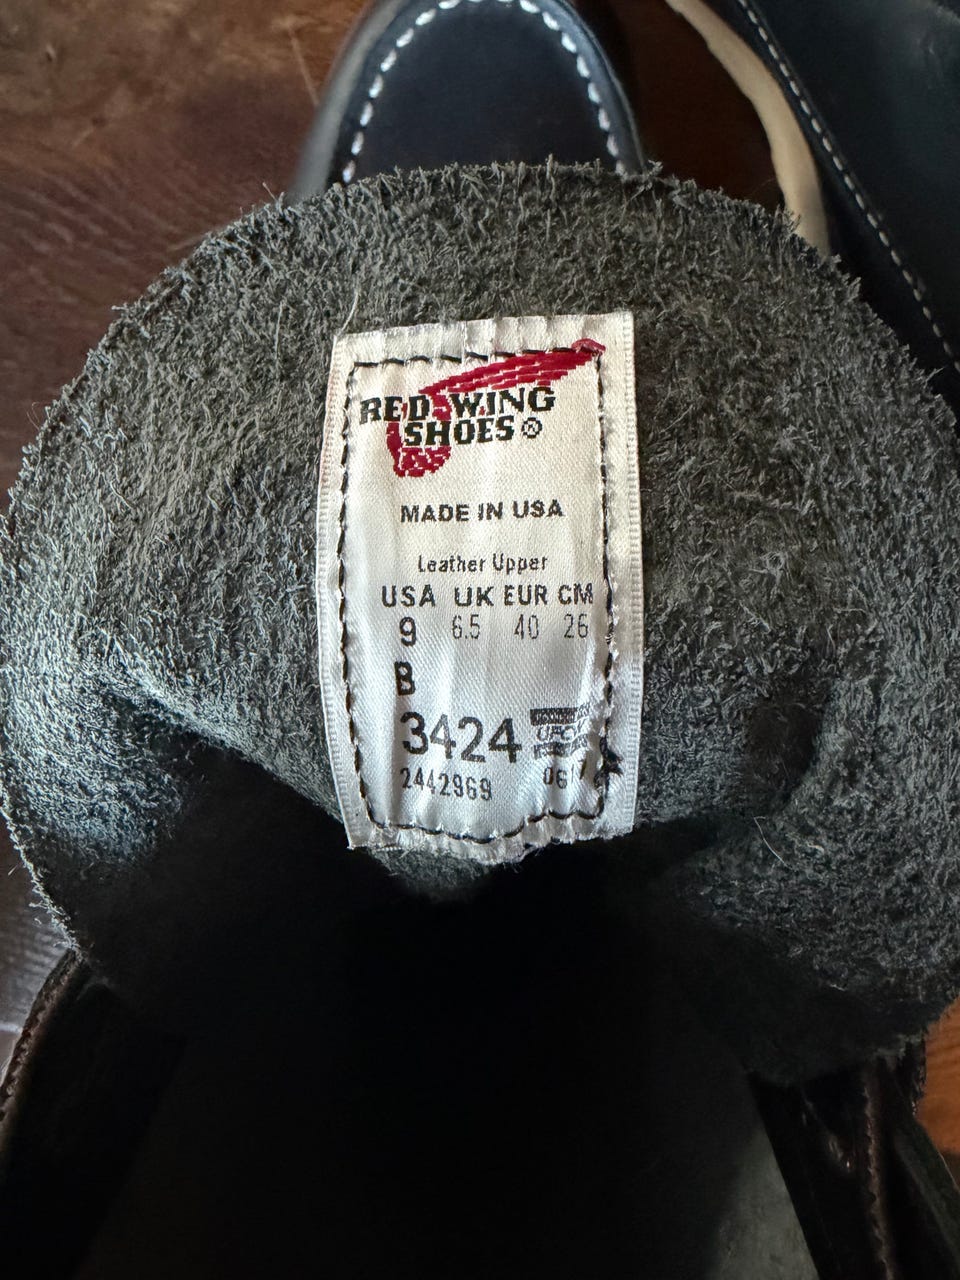 RED WING
SHOES®
MADE IN USA
Leather Upper
USA UK EUR CM
9 6.5 40 26
B
3424
2442969 0617